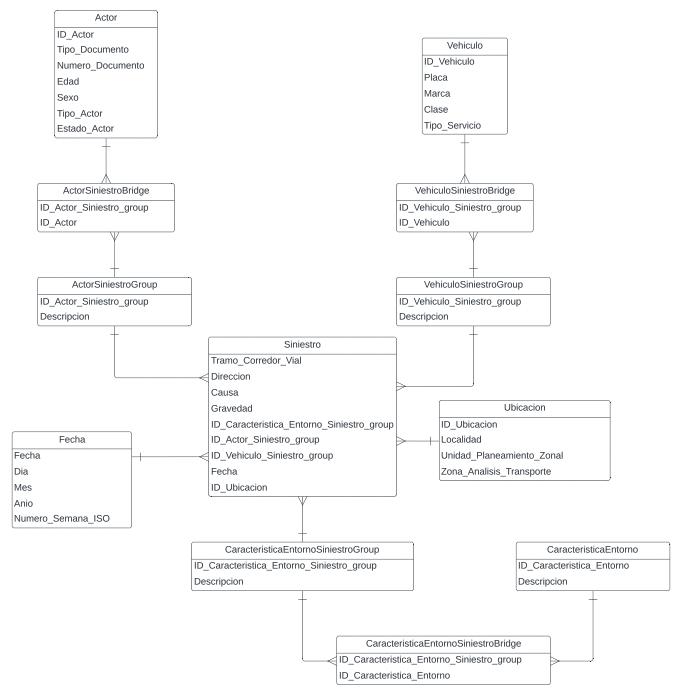 Actor
ID_Actor
Tipo_Documento
Numero_Documento
Edad
Sexo
Tipo_Actor
Estado_Actor
Vehiculo
ID_Vehiculo
Placa
Marca
Clase
Tipo_Servicio
ActorSiniestroBridge
ID_Actor_Siniestro_group
ID_Actor
VehiculoSiniestroBridge
ID_Vehiculo_Siniestro_group
ID_Vehiculo
ActorSiniestroGroup
ID_Actor_Siniestro_group
Descripcion
VehiculoSiniestroGroup
ID_Vehiculo_Siniestro_group
Descripcion
Siniestro
Tramo_Corredor_Vial
Direccion
Causa
Gravedad
ID_Caracteristica_Entorno_Siniestro_group
ID_Actor_Siniestro_group
ID_Vehiculo_Siniestro_group
Fecha
ID_Ubicacion
Ubicacion
ID_Ubicacion
Localidad
Unidad_Planeamiento_Zonal
Zona_Analisis_Transporte
Fecha
Fecha
Dia
Mes
Anio
Numero_Semana_ISO
CaracteristicaEntornoSiniestroGroup
ID_Caracteristica_Entorno_Siniestro_group
Descripcion
CaracteristicaEntorno
ID_Caracteristica_Entorno
Descripcion
CaracteristicaEntornoSiniestroBridge
ID_Caracteristica_Entorno_Siniestro_group
ID_Caracteristica_Entorno